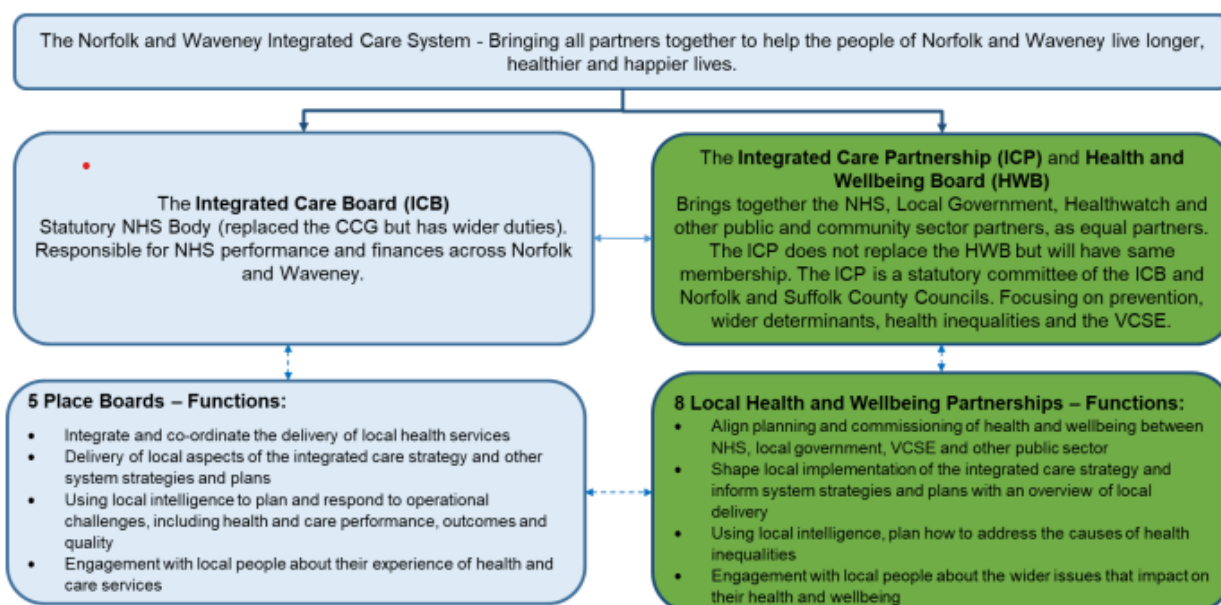 The Norfolk and Waveney Integrated Care System - Bringing all partners together to help the people of Norfolk and Waveney live longer,
healthier and happier lives.
The Integrated Care Board (ICB)
Statutory NHS Body (replaced the CCG but has wider duties).
Responsible for NHS performance and finances across Norfolk
and Waveney.
The Integrated Care Partnership (ICP) and Health and
Wellbeing Board (HWB)
Brings together the NHS, Local Government, Healthwatch and
other public and community sector partners, as equal partners.
The ICP does not replace the HWB but will have same
membership. The ICP is a statutory committee of the ICB and
Norfolk and Suffolk County Councils. Focusing on prevention,
wider determinants, health inequalities and the VCSE.
5 Place Boards – Functions:
• Integrate and co-ordinate the delivery of local health services
• Delivery of local aspects of the integrated care strategy and other
system strategies and plans
• Using local intelligence to plan and respond to operational
challenges, including health and care performance, outcomes and
quality
• Engagement with local people about their experience of health and
care services
8 Local Health and Wellbeing Partnerships – Functions:
• Align planning and commissioning of health and wellbeing between
NHS, local government, VCSE and other public sector
• Shape local implementation of the integrated care strategy and
inform system strategies and plans with an overview of local
delivery
• Using local intelligence, plan how to address the causes of health
inequalities
• Engagement with local people about the wider issues that impact on
their health and wellbeing